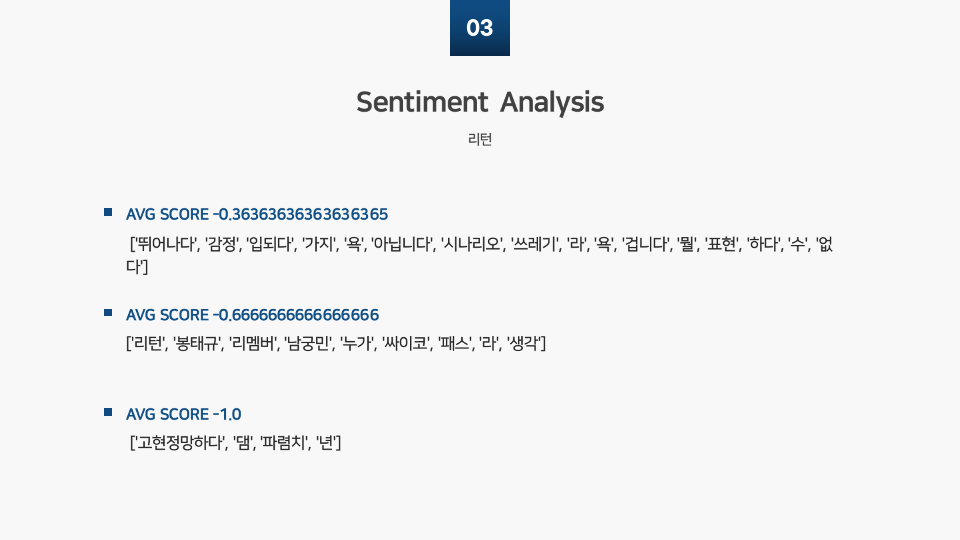 03
Sentiment Analysis
리턴
AVG SCORE -0.36363636363636365
['뛰어나다', '감정', '입되다', '가지', '욕', '아닙니다', '시나리오', '쓰레기', '라', '욕', '겁니다', '뭘', '표현', '하다', '수', '없
다']
AVG SCORE -0.6666666666666666
['리턴', '봉태규', '리멤버', '남궁민', '누가', '싸이코', '패스', '라', '생각']
AVG SCORE -1.0
['고현정망하다', '댐', '파렴치', '년']